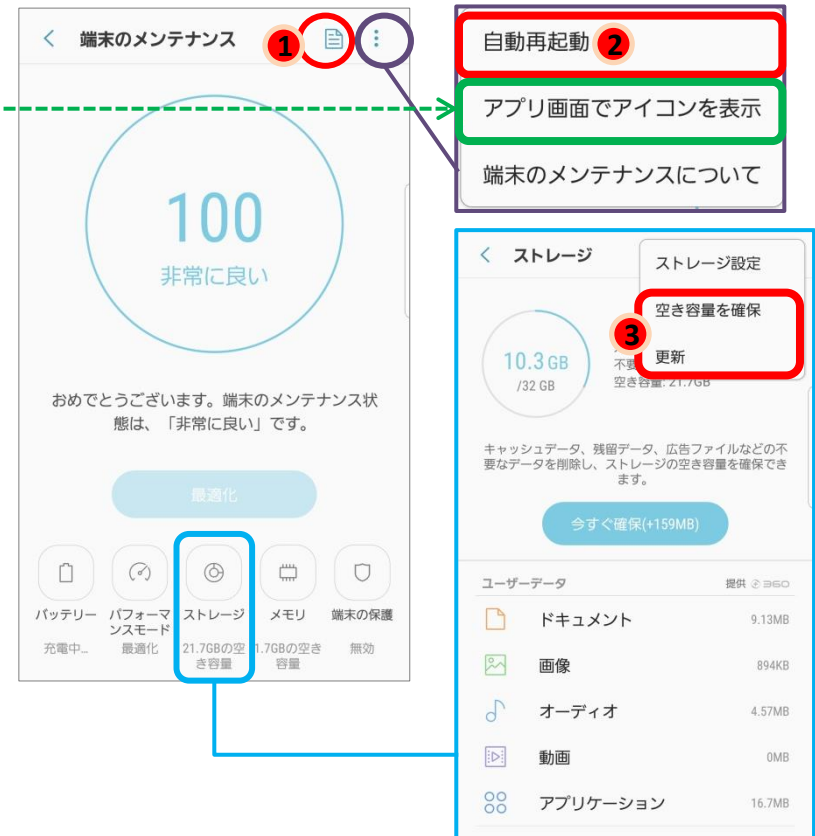 端末のメンテナンス
1
100
非常に良い
おめでとうございます。端末のメンテナンス状
態は、「非常に良い」です。
最適化
バッテリー
充電中...
パフォーマ
ンスモード
最適化
ストレージ
21.7GBの空
き容量
メモリ
1.7GBの空き
容量
端末の保護
無効
自動再起動
2
アプリ画面でアイコンを表示
端末のメンテナンスについて
ストレージ
ストレージ設定
空き容量を確保
3
更新
10.3 GB
/32 GB
不要
空き容量: 21.7GB
キャッシュデータ、残留データ、広告ファイルなどの不
要なデータを削除し、ストレージの空き容量を確保でき
ます。
今すぐ確保(+159MB)
ユーザーデータ
提供 360
ドキュメント 9.13MB
画像 894KB
オーディオ 4.57MB
動画 0MB
アプリケーション 16.7MB